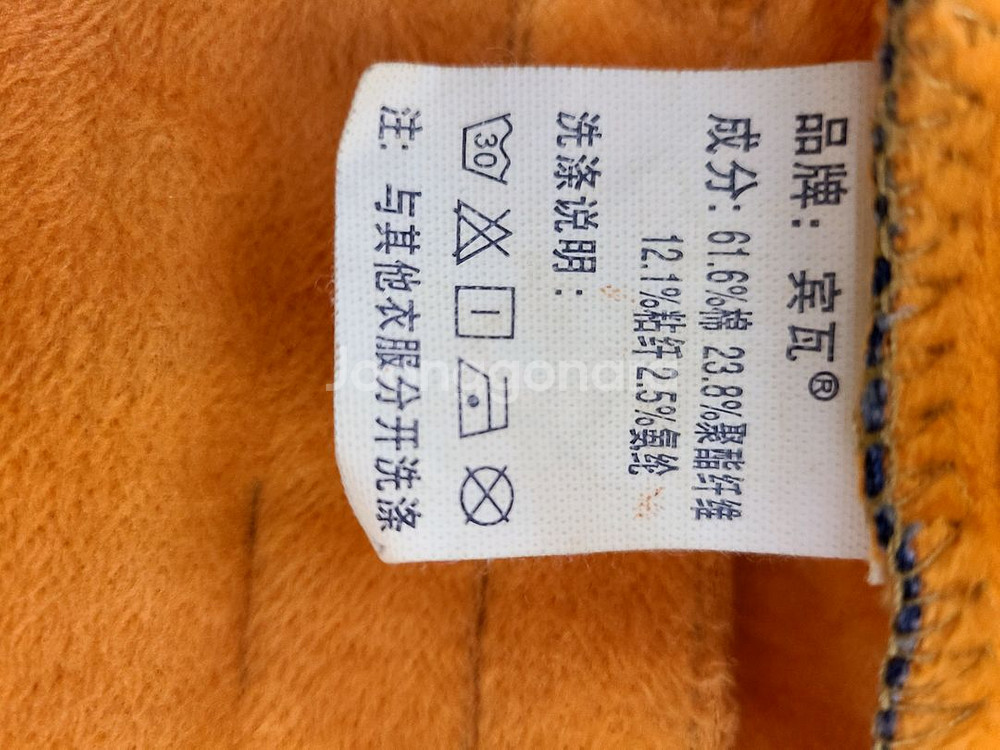 品牌：宾瓦®
成分：61.6%棉 23.8%聚酯纤维
12.1%粘纤2.5%氨纶
洗涤说明：
30
注：与其他衣服分开洗涤